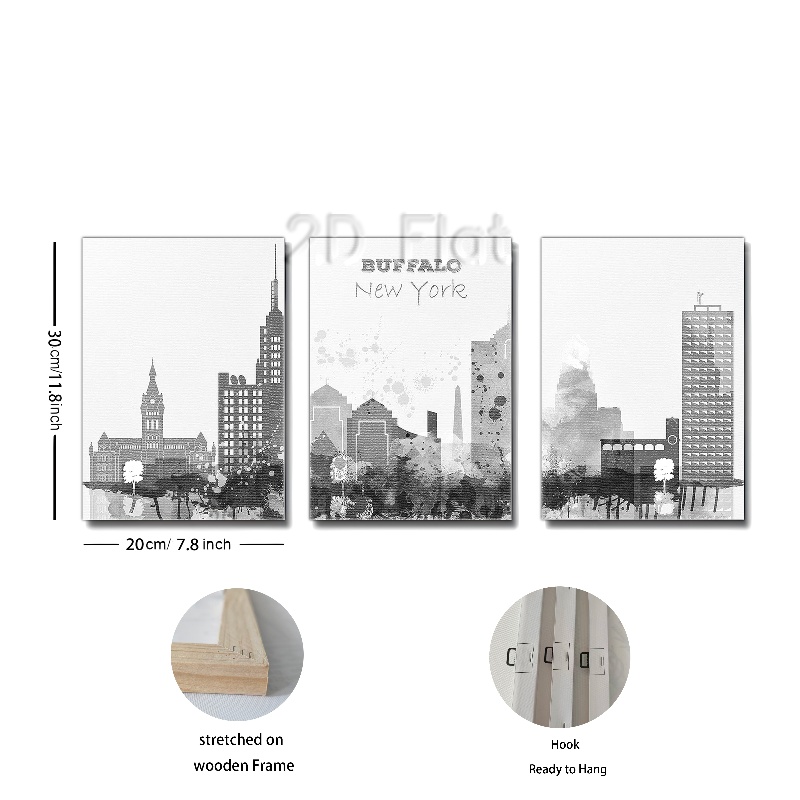 2D Flat
BUFFALO
New York
30cm/11.8inch
20cm/ 7.8 inch
stretched on
wooden Frame
Hook
Ready to Hang